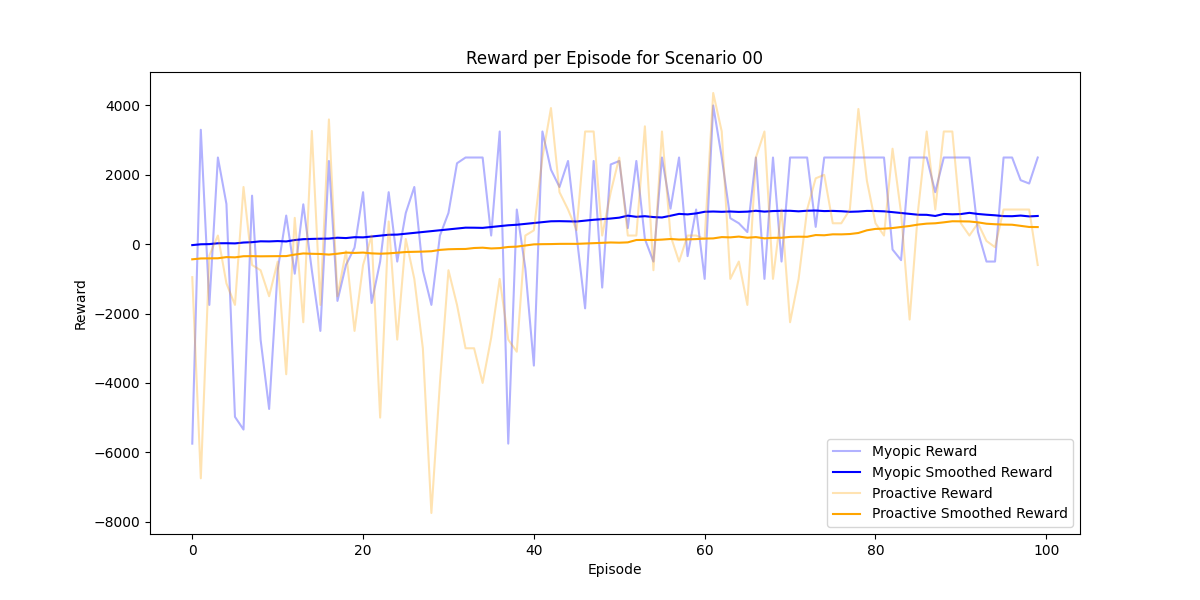 Reward per Episode for Scenario 00
4000
2000
0
−2000
−4000
−6000
−8000
Reward
0 20 40 60 80 100
Episode
Myopic Reward
Myopic Smoothed Reward
Proactive Reward
Proactive Smoothed Reward